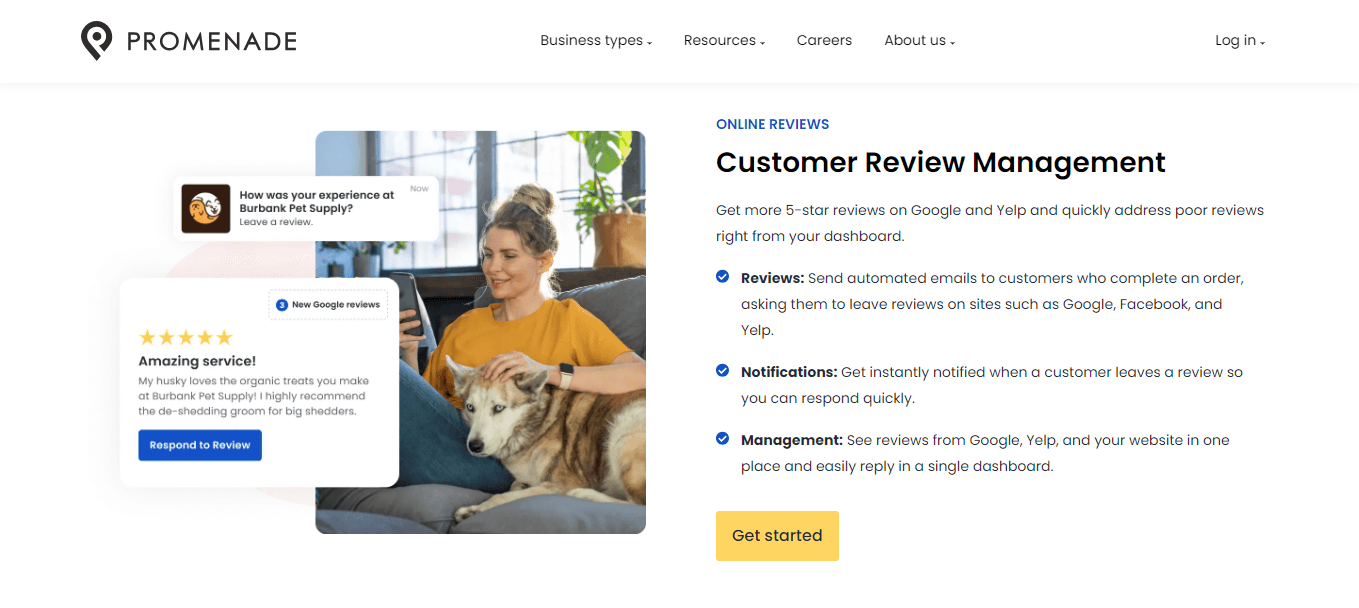 PROMENADE
Business types
Resources
Careers
About us
Log in
How was your experience at
Burbank Pet Supply?
Leave a review.
Now
3 New Google reviews
Amazing service!
My husky loves the organic treats you make
at Burbank Pet Supply! I highly recommend
the de-shedding groom for big shedders.
Respond to Review
ONLINE REVIEWS
Customer Review Management
Get more 5-star reviews on Google and Yelp and quickly address poor reviews
right from your dashboard.
Reviews: Send automated emails to customers who complete an order,
asking them to leave reviews on sites such as Google, Facebook, and
Yelp.
Notifications: Get instantly notified when a customer leaves a review so
you can respond quickly.
Management: See reviews from Google, Yelp, and your website in one
place and easily reply in a single dashboard.
Get started